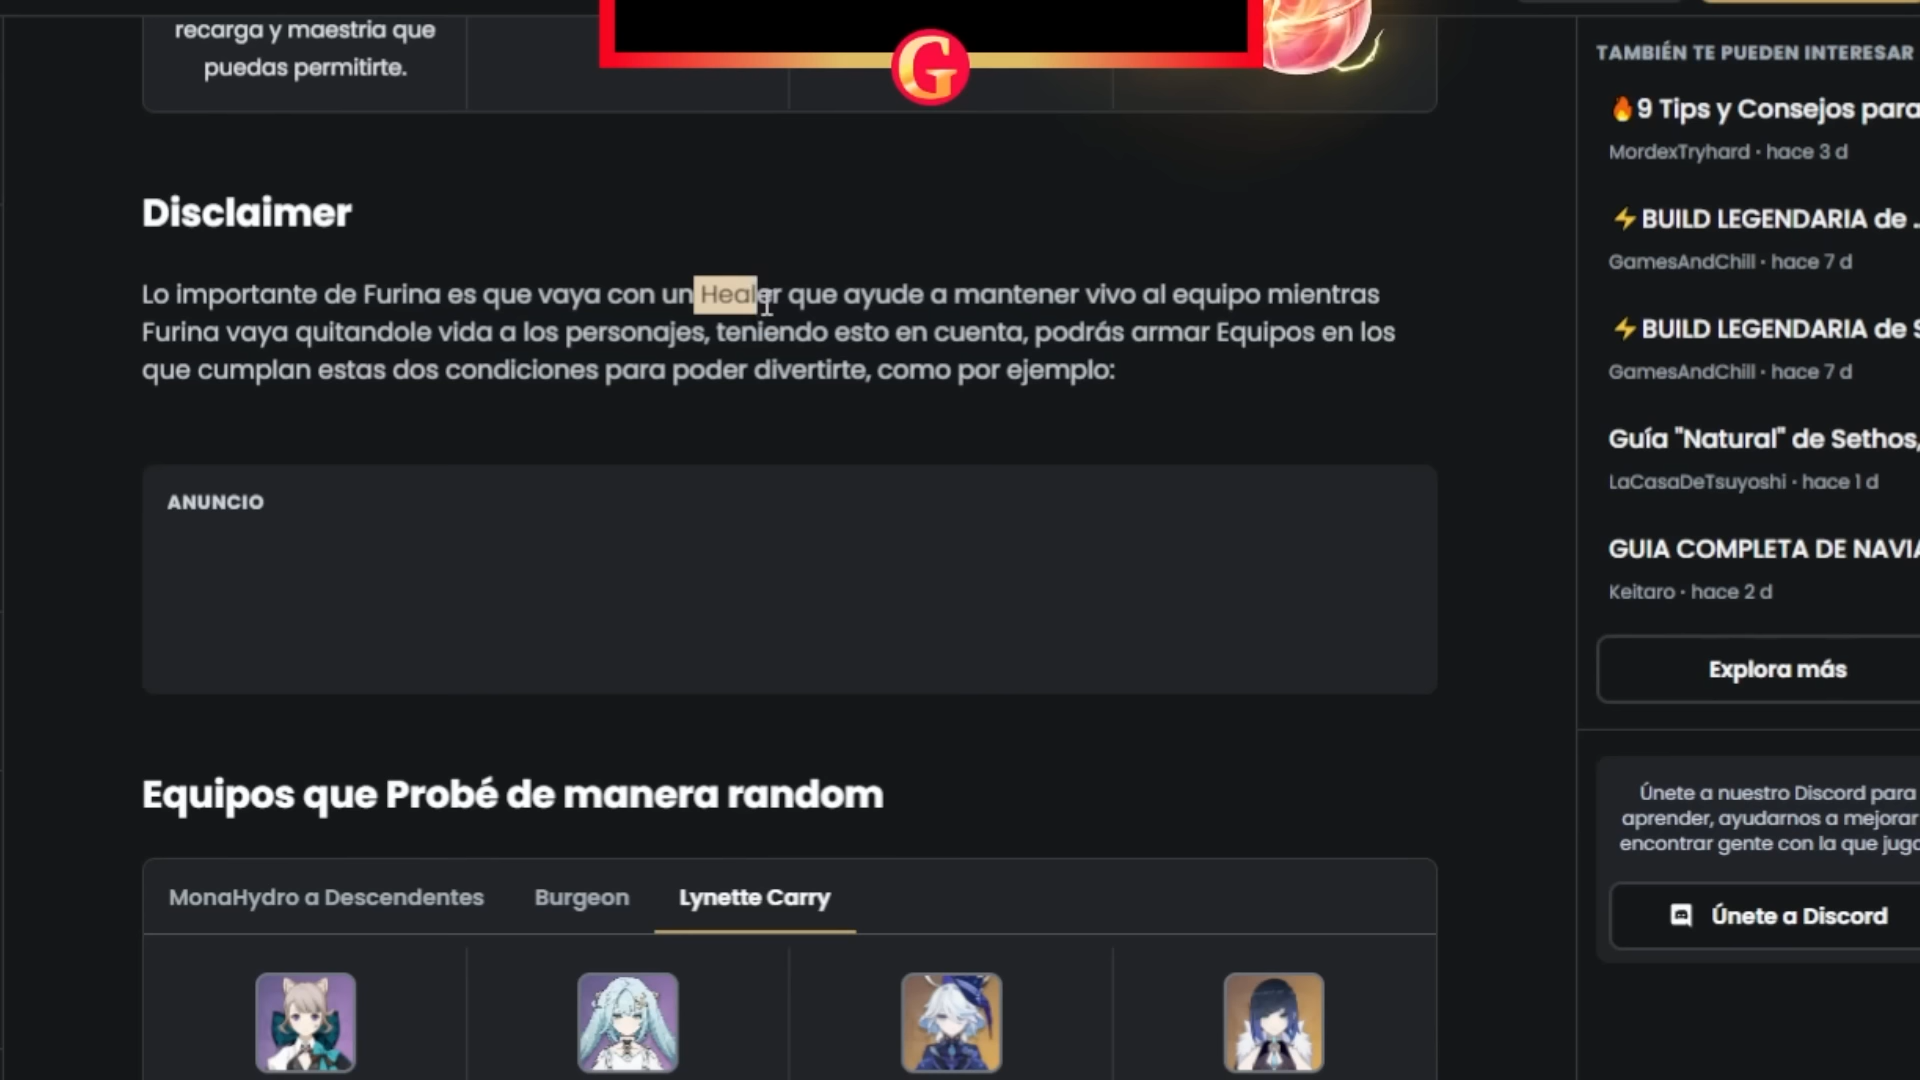 recarga y maestria que
puedas permitirte.
G
Disclaimer
Lo importante de Furina es que vaya con un Healer que ayude a mantener vivo al equipo mientras
Furina vaya quitandole vida a los personajes, teniendo esto en cuenta, podrás armar Equipos en los
que cumplan estas dos condiciones para poder divertirte, como por ejemplo:
ANUNCIO
Equipos que Probé de manera random
MonaHydro a Descendentes
Burgeon
Lynette Carry
TAMBIÉN TE PUEDEN INTERESAR
🔥9 Tips y Consejos para
MordexTryhard · hace 3 d
⚡BUILD LEGENDARIA de ..
GamesAndChill · hace 7 d
⚡BUILD LEGENDARIA de S
GamesAndChill · hace 7 d
Guía "Natural" de Sethos,
LaCasaDeTsuyoshi · hace 1 d
GUIA COMPLETA DE NAVIA
Keitaro · hace 2 d
Explora más
Únete a nuestro Discord para
aprender, ayudarnos a mejorar
encontrar gente con la que juga
Únete a Discord